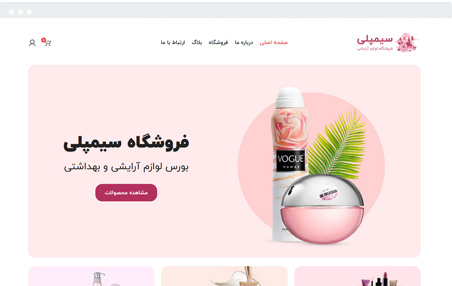 سیمپلی
فروشگاه لوازم آرایشی
صفحه اصلی
درباره ما
فروشگاه
بلاگ
ارتباط با ما
فروشگاه سیمپلی
بورس لوازم آرایشی و بهداشتی
مشاهده محصولات
VOGUE